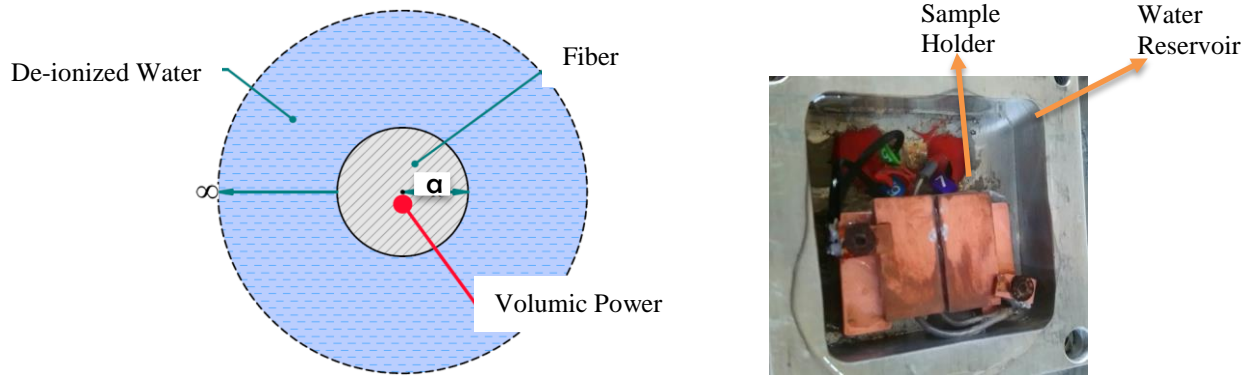 De-ionized Water
Fiber
∞
a
Volumic Power
Sample
Holder
Water
Reservoir